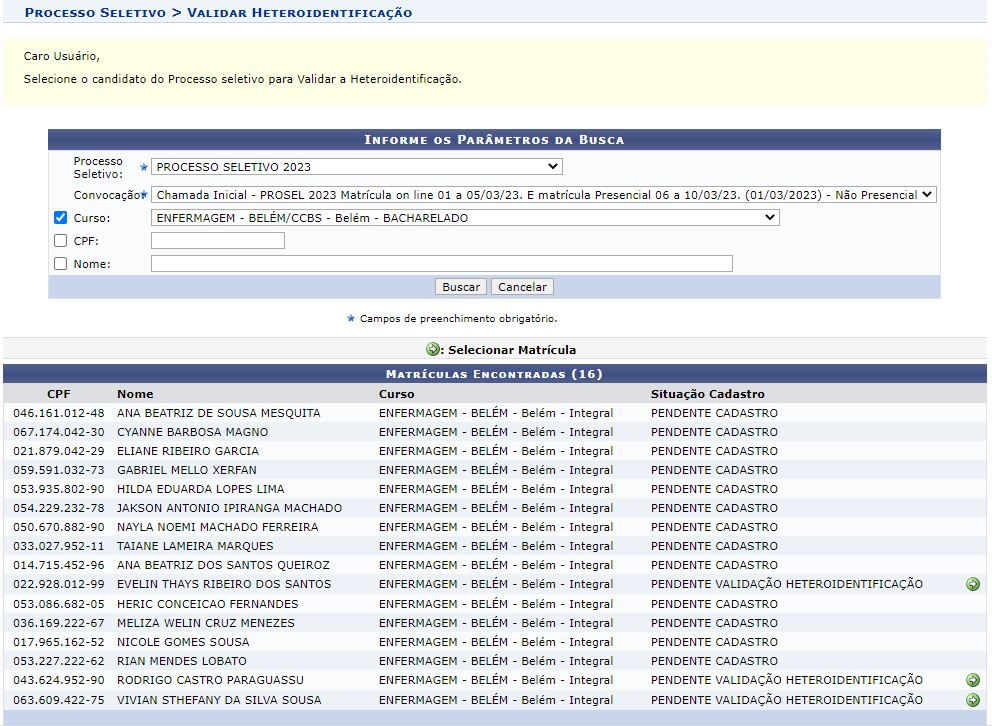 PROCESSO SELETIVO > VALIDAR HETEROIDENTIFICAÇÃO
Caro Usuário,
Selecione o candidato do Processo seletivo para Validar a Heteroidentificação.
INFORME OS PARÂMETROS DA BUSCA
Processo Seletivo: PROCESSO SELETIVO 2023
Convocação: Chamada Inicial - PROSEL 2023 Matrícula on line 01 a 05/03/23. E matrícula Presencial 06 a 10/03/23. (01/03/2023) - Não Presencial
Curso: ENFERMAGEM - BELÉM/CCBS - Belém - BACHARELADO
CPF:
Nome:
Buscar Cancelar
Campos de preenchimento obrigatório.
: Selecionar Matrícula
MATRÍCULAS ENCONTRADAS (16)
CPF Nome Curso Situação Cadastro
046.161.012-48 ANA BEATRIZ DE SOUSA MESQUITA ENFERMAGEM - BELÉM - Belém - Integral PENDENTE CADASTRO
067.174.042-30 CYANNE BARBOSA MAGNO ENFERMAGEM - BELÉM - Belém - Integral PENDENTE CADASTRO
021.879.042-29 ELIANE RIBEIRO GARCIA ENFERMAGEM - BELÉM - Belém - Integral PENDENTE CADASTRO
059.591.032-73 GABRIEL MELLO XERFAN ENFERMAGEM - BELÉM - Belém - Integral PENDENTE CADASTRO
053.935.802-90 HILDA EDUARDA LOPES LIMA ENFERMAGEM - BELÉM - Belém - Integral PENDENTE CADASTRO
054.229.232-78 JAKSON ANTONIO IPIRANGA MACHADO ENFERMAGEM - BELÉM - Belém - Integral PENDENTE CADASTRO
050.670.882-90 NAYLA NOEMI MACHADO FERREIRA ENFERMAGEM - BELÉM - Belém - Integral PENDENTE CADASTRO
033.027.952-11 TAIANE LAMEIRA MARQUES ENFERMAGEM - BELÉM - Belém - Integral PENDENTE CADASTRO
014.715.452-96 ANA BEATRIZ DOS SANTOS QUEIROZ ENFERMAGEM - BELÉM - Belém - Integral PENDENTE CADASTRO
022.928.012-99 EVELIN THAYS RIBEIRO DOS SANTOS ENFERMAGEM - BELÉM - Belém - Integral PENDENTE VALIDAÇÃO HETEROIDENTIFICAÇÃO
053.086.682-05 HERIC CONCEICAO FERNANDES ENFERMAGEM - BELÉM - Belém - Integral PENDENTE CADASTRO
036.169.222-67 MELIZA WELIN CRUZ MENEZES ENFERMAGEM - BELÉM - Belém - Integral PENDENTE CADASTRO
017.965.162-52 NICOLE GOMES SOUSA ENFERMAGEM - BELÉM - Belém - Integral PENDENTE CADASTRO
053.227.222-62 RIAN MENDES LOBATO ENFERMAGEM - BELÉM - Belém - Integral PENDENTE CADASTRO
043.624.952-90 RODRIGO CASTRO PARAGUASSU ENFERMAGEM - BELÉM - Belém - Integral PENDENTE VALIDAÇÃO HETEROIDENTIFICAÇÃO
063.609.422-75 VIVIAN STHEFANY DA SILVA SOUSA ENFERMAGEM - BELÉM - Belém - Integral PENDENTE VALIDAÇÃO HETEROIDENTIFICAÇÃO